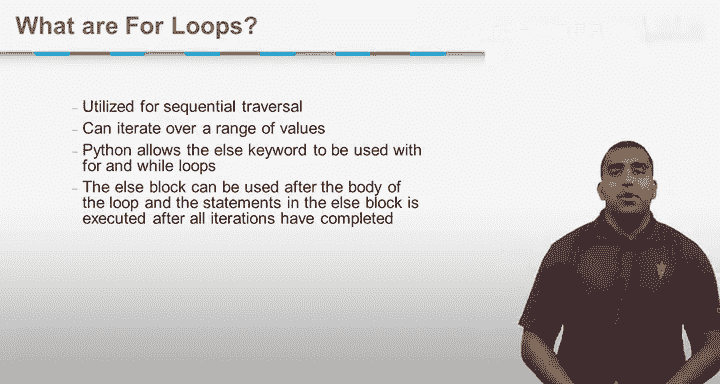 What are For Loops?
– Utilized for sequential traversal
– Can iterate over a range of values
– Python allows the else keyword to be used with
for and while loops
– The else block can be used after the body of
the loop and the statements in the else block is
executed after all iterations have completed